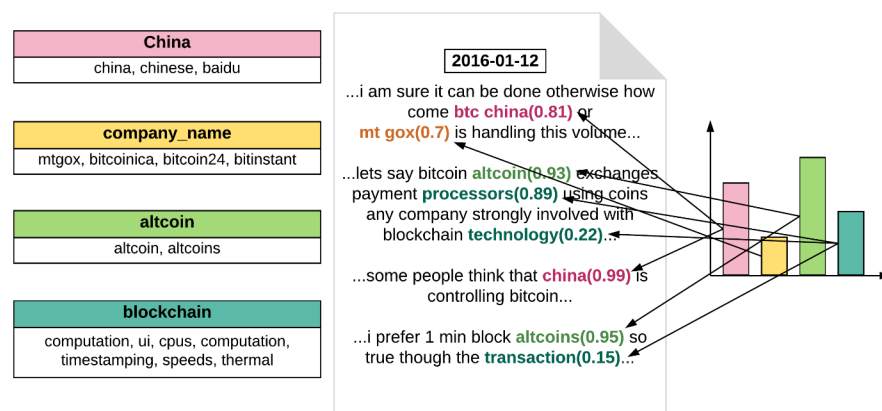 China
china, chinese, baidu
company_name
mtgox, bitcoinica, bitcoin24, bitinstant
altcoin
altcoin, altcoins
blockchain
computation, ui, cpus, computation,
timestamping, speeds, thermal
2016-01-12
...i am sure it can be done otherwise how
come btc china(0.81) or
mt gox(0.7) is handling this volume...
...lets say bitcoin altcoin(0.93) exchanges
payment processors(0.89) using coins
any company strongly involved with
blockchain technology(0.22)...
...some people think that china(0.99) is
controlling bitcoin...
...i prefer 1 min block altcoins(0.95) so
true though the transaction(0.15)...